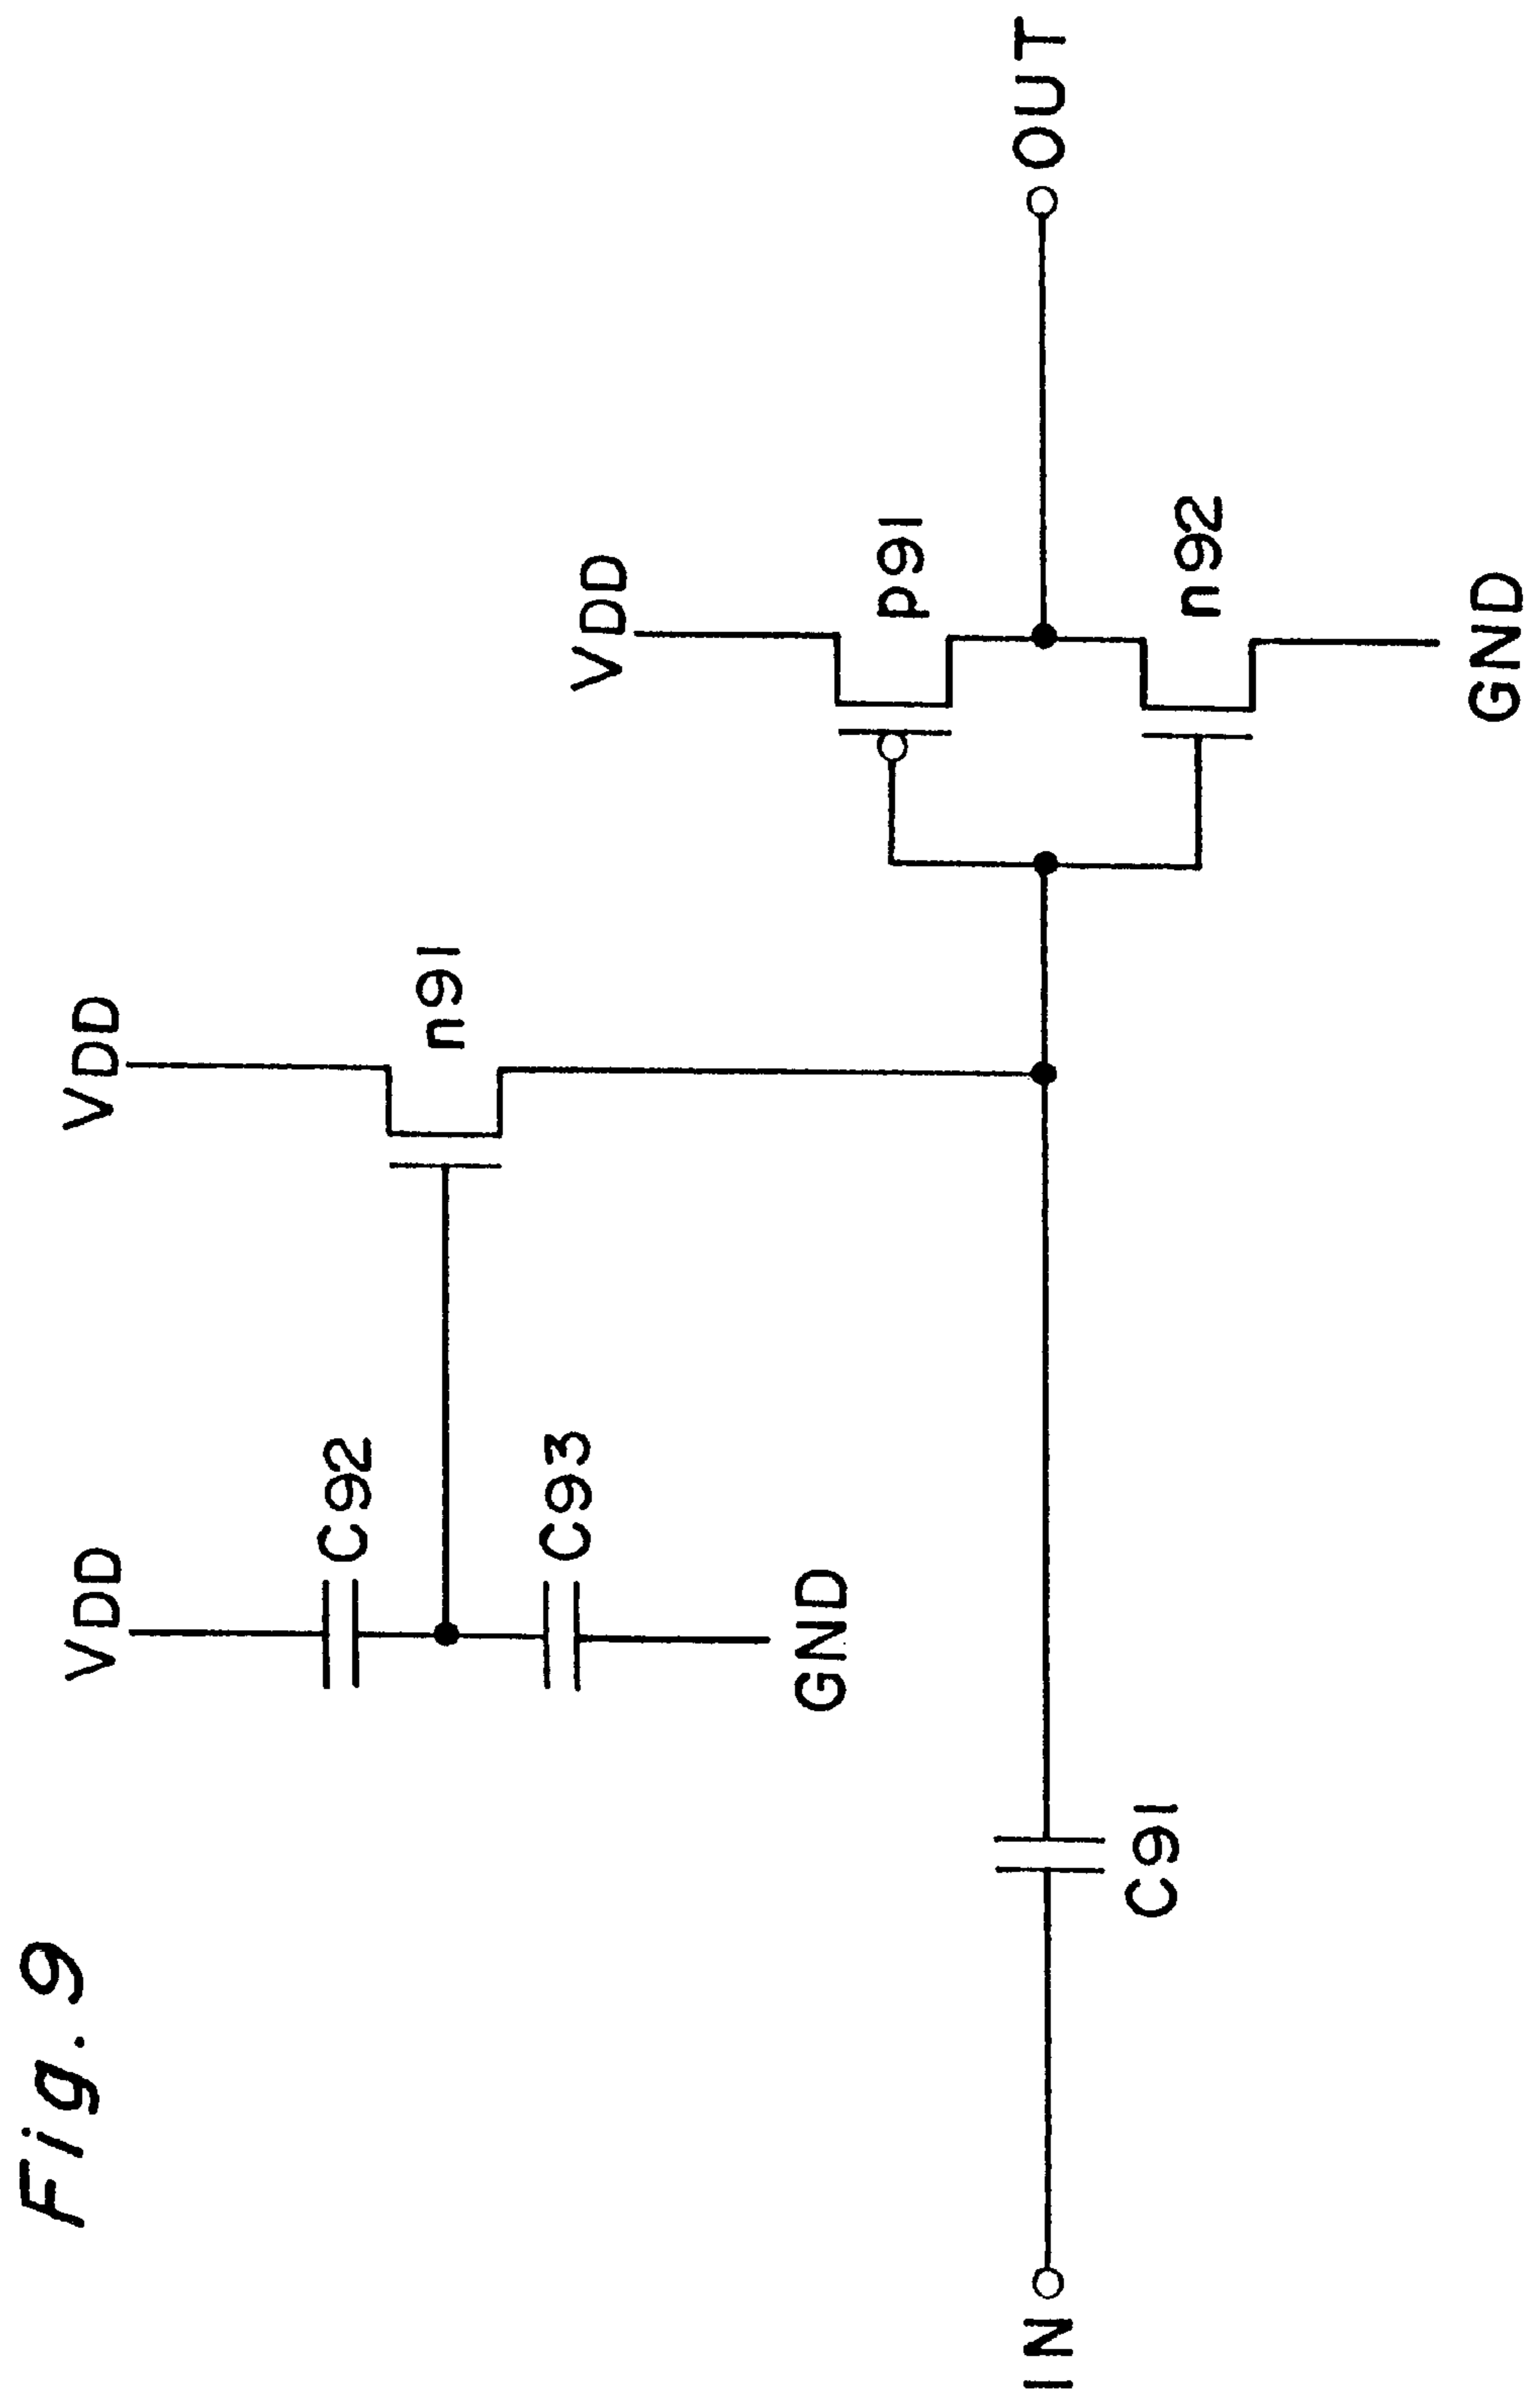 Fig. 9
VDD
VDD
C92
n91
C93
VDD
GND
p91
IN
OUT
C91
n92
GND